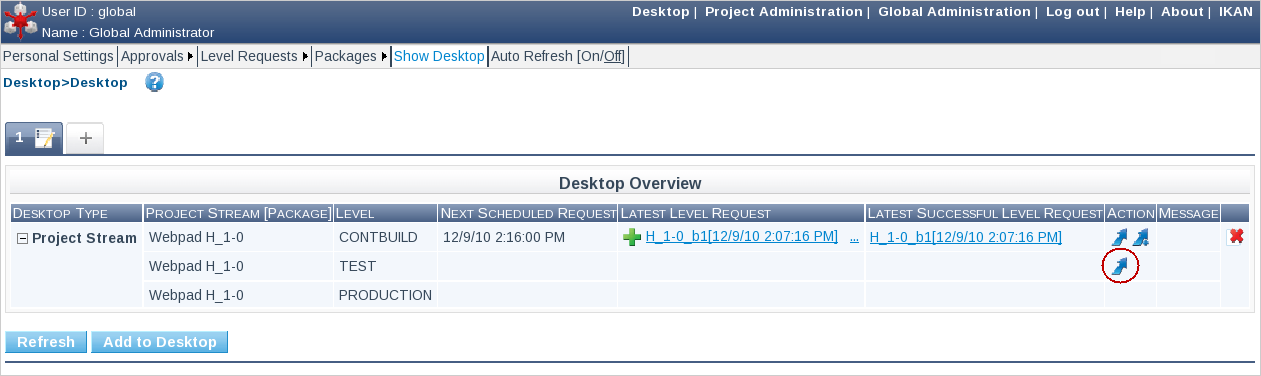 User ID : global
Desktop | Project Administration | Global Administration | Log out | Help | About | IKAN
Name : Global Administrator
Personal Settings Approvals Level Requests Packages Show Desktop Auto Refresh [On/Off]
Desktop>Desktop ?
1 +
Desktop Overview
DESKTOP TYPE PROJECT STREAM [PACKAGE] LEVEL NEXT SCHEDULED REQUEST LATEST LEVEL REQUEST LATEST SUCCESSFUL LEVEL REQUEST ACTION MESSAGE
Project Stream Webpad H_1-0 CONTBUILD 12/9/10 2:16:00 PM H_1-0_b1[12/9/10 2:07:16 PM] ... H_1-0_b1[12/9/10 2:07:16 PM]
Webpad H_1-0 TEST
Webpad H_1-0 PRODUCTION
Refresh Add to Desktop